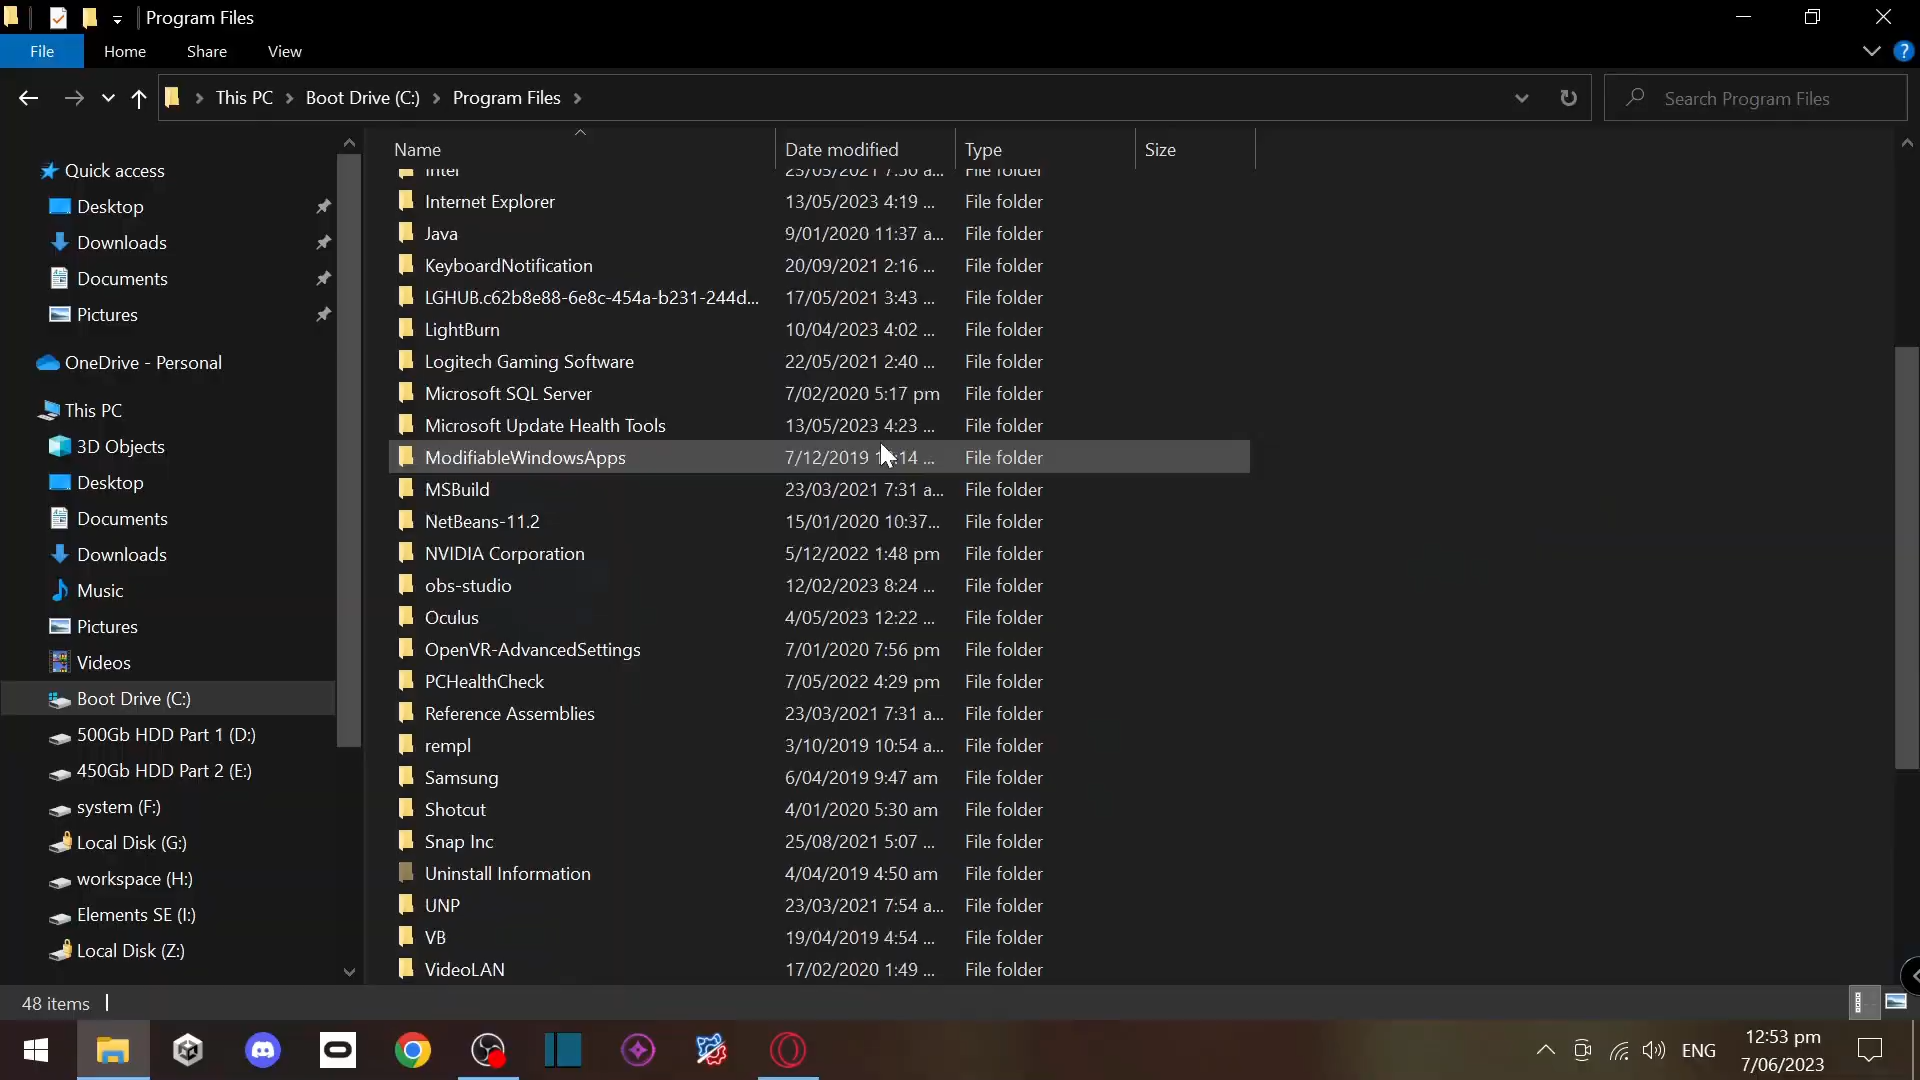 Program Files
File Home Share View
This PC Boot Drive (C:) Program Files
Search Program Files
Name Date modified Type Size
Quick access
Desktop
Downloads
Documents
Pictures
OneDrive - Personal
This PC
3D Objects
Desktop
Documents
Downloads
Music
Pictures
Videos
Boot Drive (C:)
500Gb HDD Part 1 (D:)
450Gb HDD Part 2 (E:)
system (F:)
Local Disk (G:)
workspace (H:)
Elements SE (I:)
Local Disk (Z:)
Intel 25/05/2021 7:50 a... File folder
Internet Explorer 13/05/2023 4:19 ... File folder
Java 9/01/2020 11:37 a... File folder
KeyboardNotification 20/09/2021 2:16 ... File folder
LGHUB.c62b8e88-6e8c-454a-b231-244d... 17/05/2021 3:43 ... File folder
LightBurn 10/04/2023 4:02 ... File folder
Logitech Gaming Software 22/05/2021 2:40 ... File folder
Microsoft SQL Server 7/02/2020 5:17 pm File folder
Microsoft Update Health Tools 13/05/2023 4:23 ... File folder
ModifiableWindowsApps 7/12/2019 ... File folder
MSBuild 23/03/2021 7:31 a... File folder
NetBeans-11.2 15/01/2020 10:37... File folder
NVIDIA Corporation 5/12/2022 1:48 pm File folder
obs-studio 12/02/2023 8:24 ... File folder
Oculus 4/05/2023 12:22 ... File folder
OpenVR-AdvancedSettings 7/01/2020 7:56 pm File folder
PCHealthCheck 7/05/2022 4:29 pm File folder
Reference Assemblies 23/03/2021 7:31 a... File folder
rempl 3/10/2019 10:54 a... File folder
Samsung 6/04/2019 9:47 am File folder
Shotcut 4/01/2020 5:30 am File folder
Snap Inc 25/08/2021 5:07 ... File folder
Uninstall Information 4/04/2019 4:50 am File folder
UNP 23/03/2021 7:54 a... File folder
VB 19/04/2019 4:54 ... File folder
VideoLAN 17/02/2020 1:49 ... File folder
48 items
ENG
12:53 pm
7/06/2023